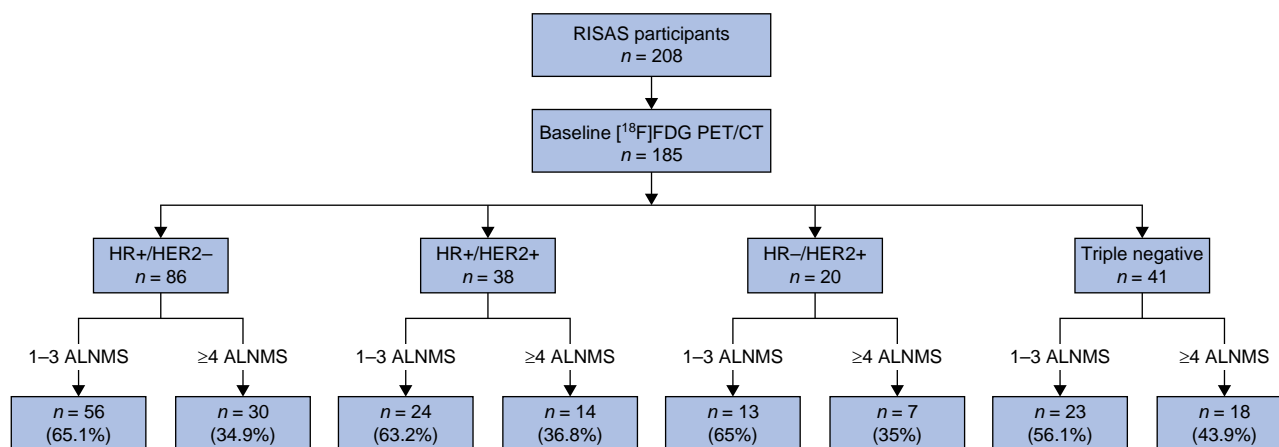 RISAS participants
n = 208
Baseline [¹⁸F]FDG PET/CT
n = 185
HR+/HER2–
n = 86
HR+/HER2+
n = 38
HR–/HER2+
n = 20
Triple negative
n = 41
1–3 ALNMS
≥4 ALNMS
1–3 ALNMS
≥4 ALNMS
1–3 ALNMS
≥4 ALNMS
1–3 ALNMS
≥4 ALNMS
n = 56
(65.1%)
n = 30
(34.9%)
n = 24
(63.2%)
n = 14
(36.8%)
n = 13
(65%)
n = 7
(35%)
n = 23
(56.1%)
n = 18
(43.9%)